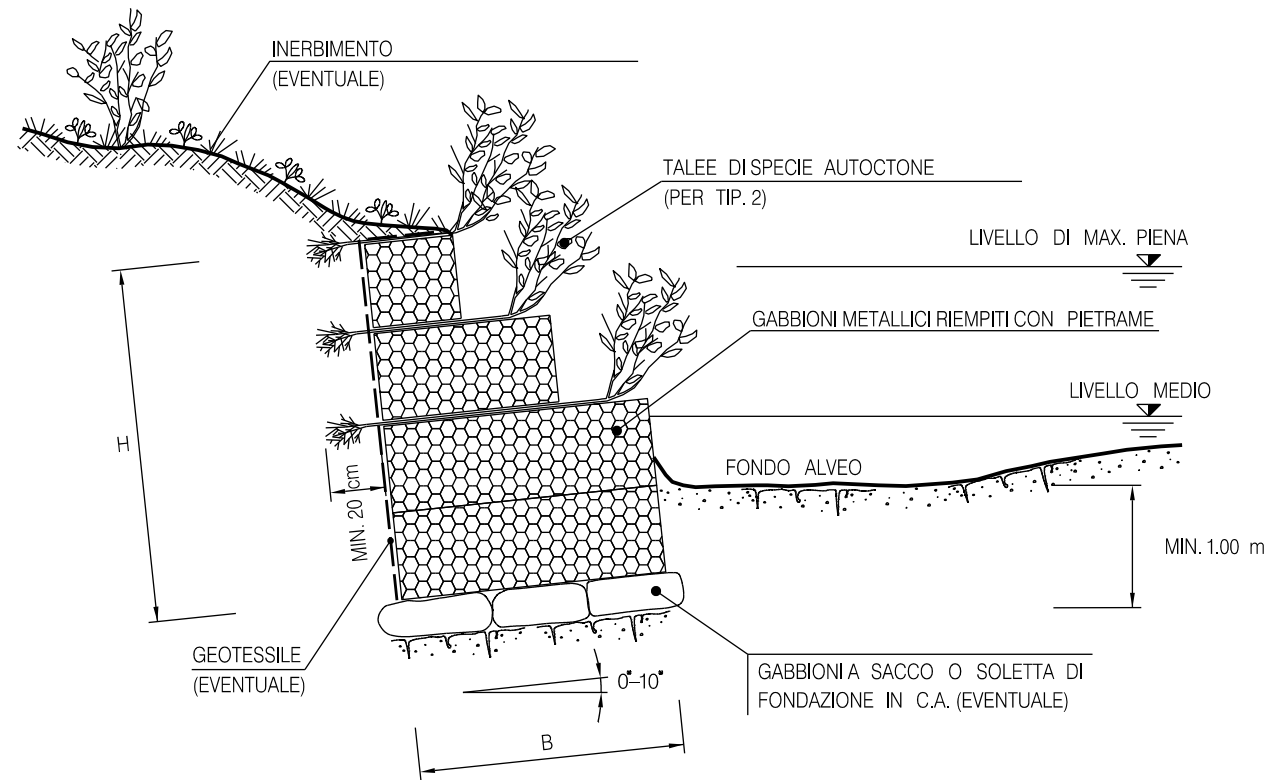 INERBIMENTO
(EVENTUALE)
TALEE DI SPECIE AUTOCTONE
(PER TIP. 2)
LIVELLO DI MAX. PIENA
GABBIONI METALLICI RIEMPITI CON PIETRAME
LIVELLO MEDIO
H
FONDO ALVEO
MIN. 20 cm
MIN. 1.00 m
GEOTESSILE
(EVENTUALE)
0°-10°
GABBIONI A SACCO O SOLETTA DI
FONDAZIONE IN C.A. (EVENTUALE)
B